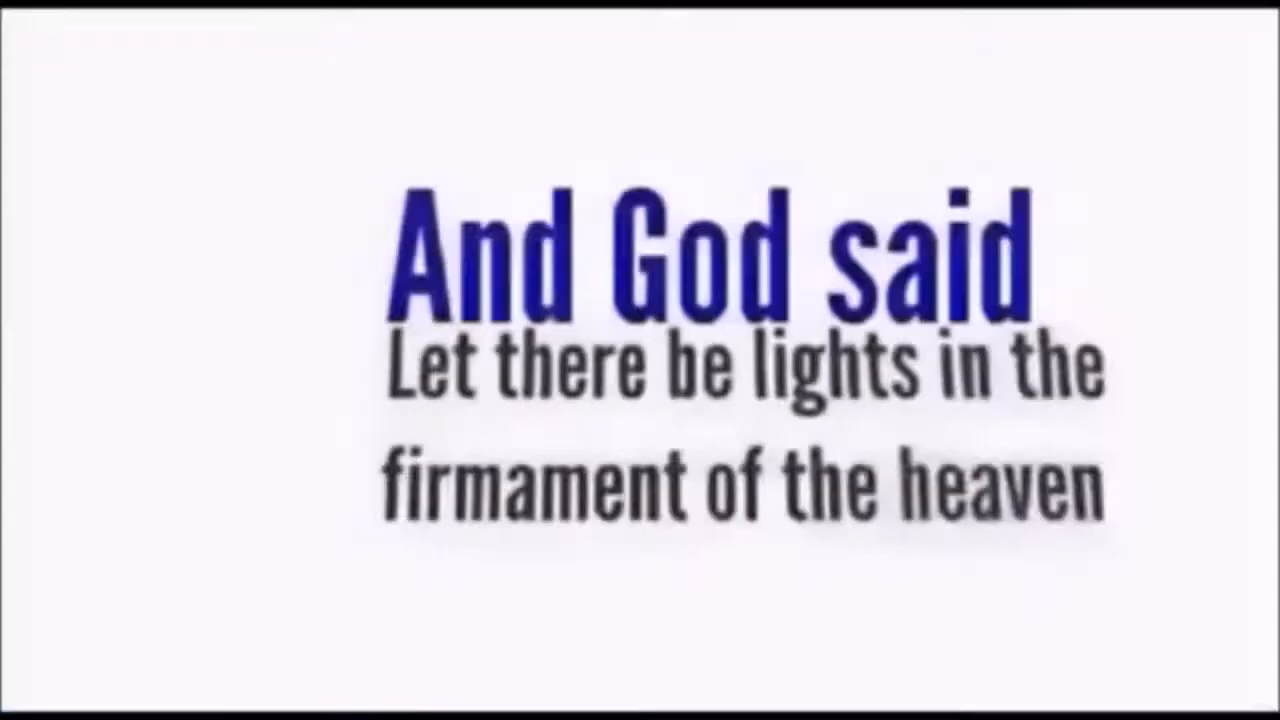 And God said
Let there be lights in the
firmament of the heaven